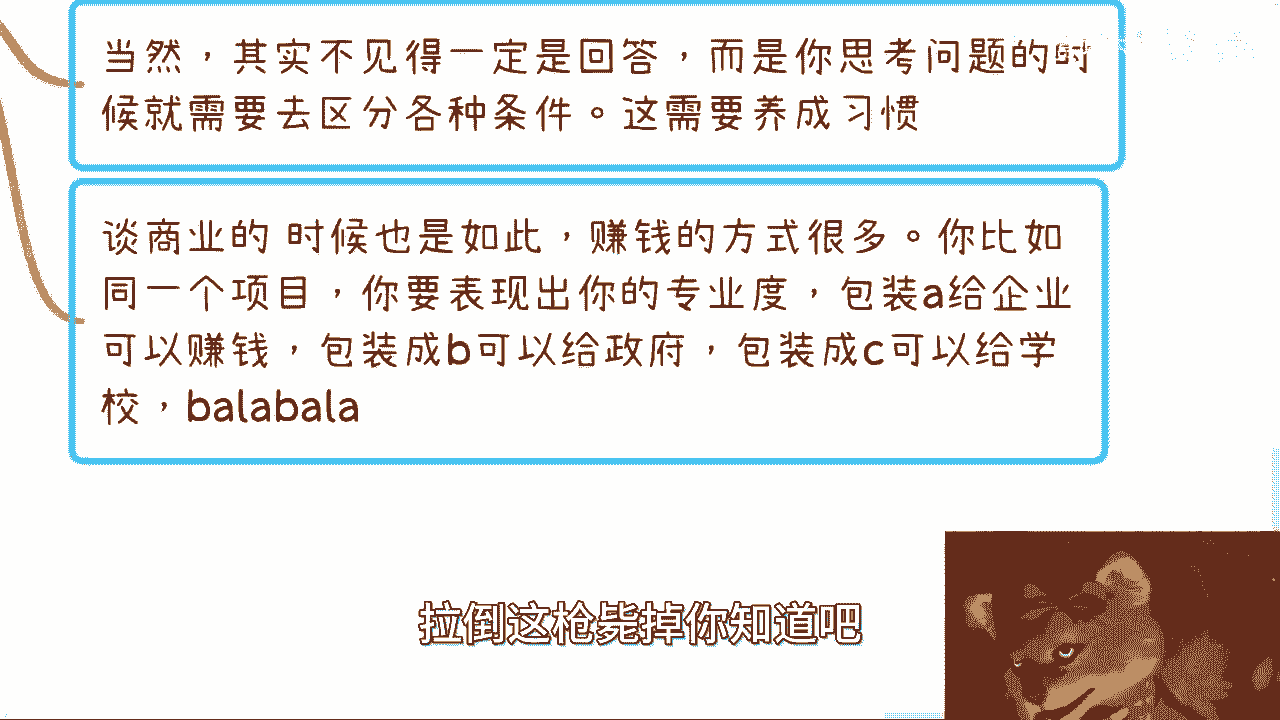 当然，其实不见得一定是回答，而是你思考问题的时
候就需要去区分各种条件。这需要养成习惯
谈商业的 时候也是如此，赚钱的方式很多。你比如
同一个项目，你要表现出你的专业度，包装a给企业
可以赚钱，包装成b可以给政府，包装成c可以给学
校，balabala
拉倒这枪毙掉你知道吧